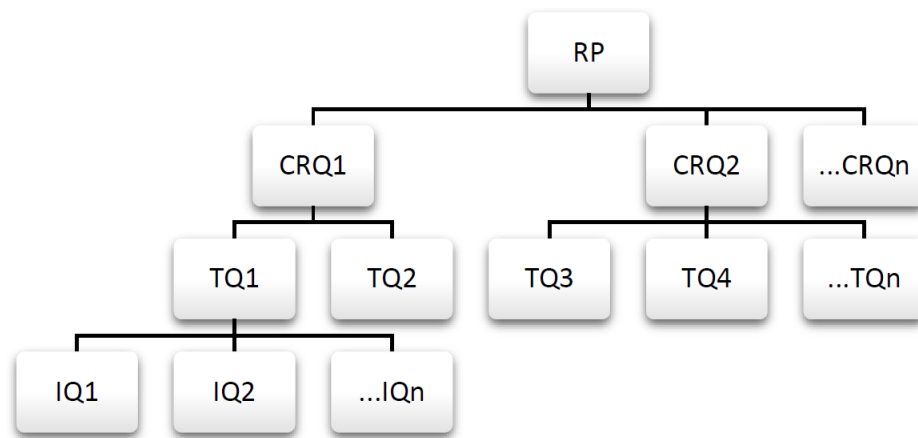 RP
CRQ1
CRQ2
...CRQn
TQ1
TQ2
TQ3
TQ4
...TQn
IQ1
IQ2
...IQn